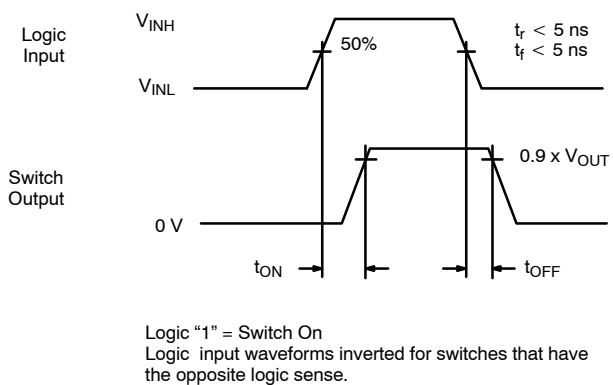 Logic
Input
V_INH
50%
t_r < 5 ns
t_f < 5 ns
V_INL
Switch
Output
0.9 x V_OUT
0 V
t_ON
t_OFF
Logic “1” = Switch On
Logic input waveforms inverted for switches that have
the opposite logic sense.